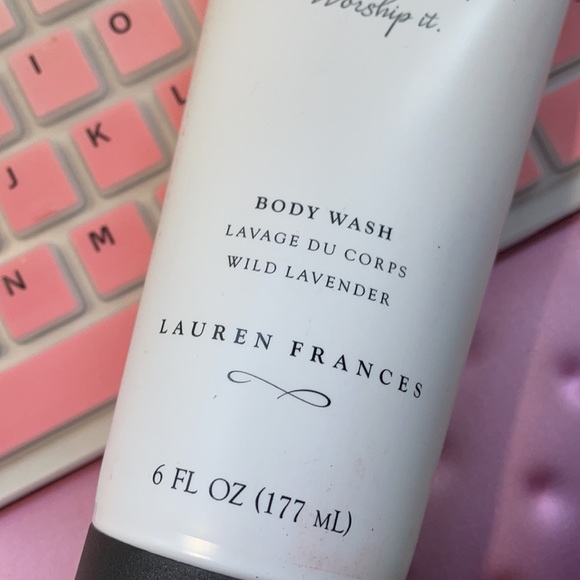 Worship it.
BODY WASH
LAVAGE DU CORPS
WILD LAVENDER
LAUREN FRANCES
6 FL OZ (177 mL)
I O
J K L
N M